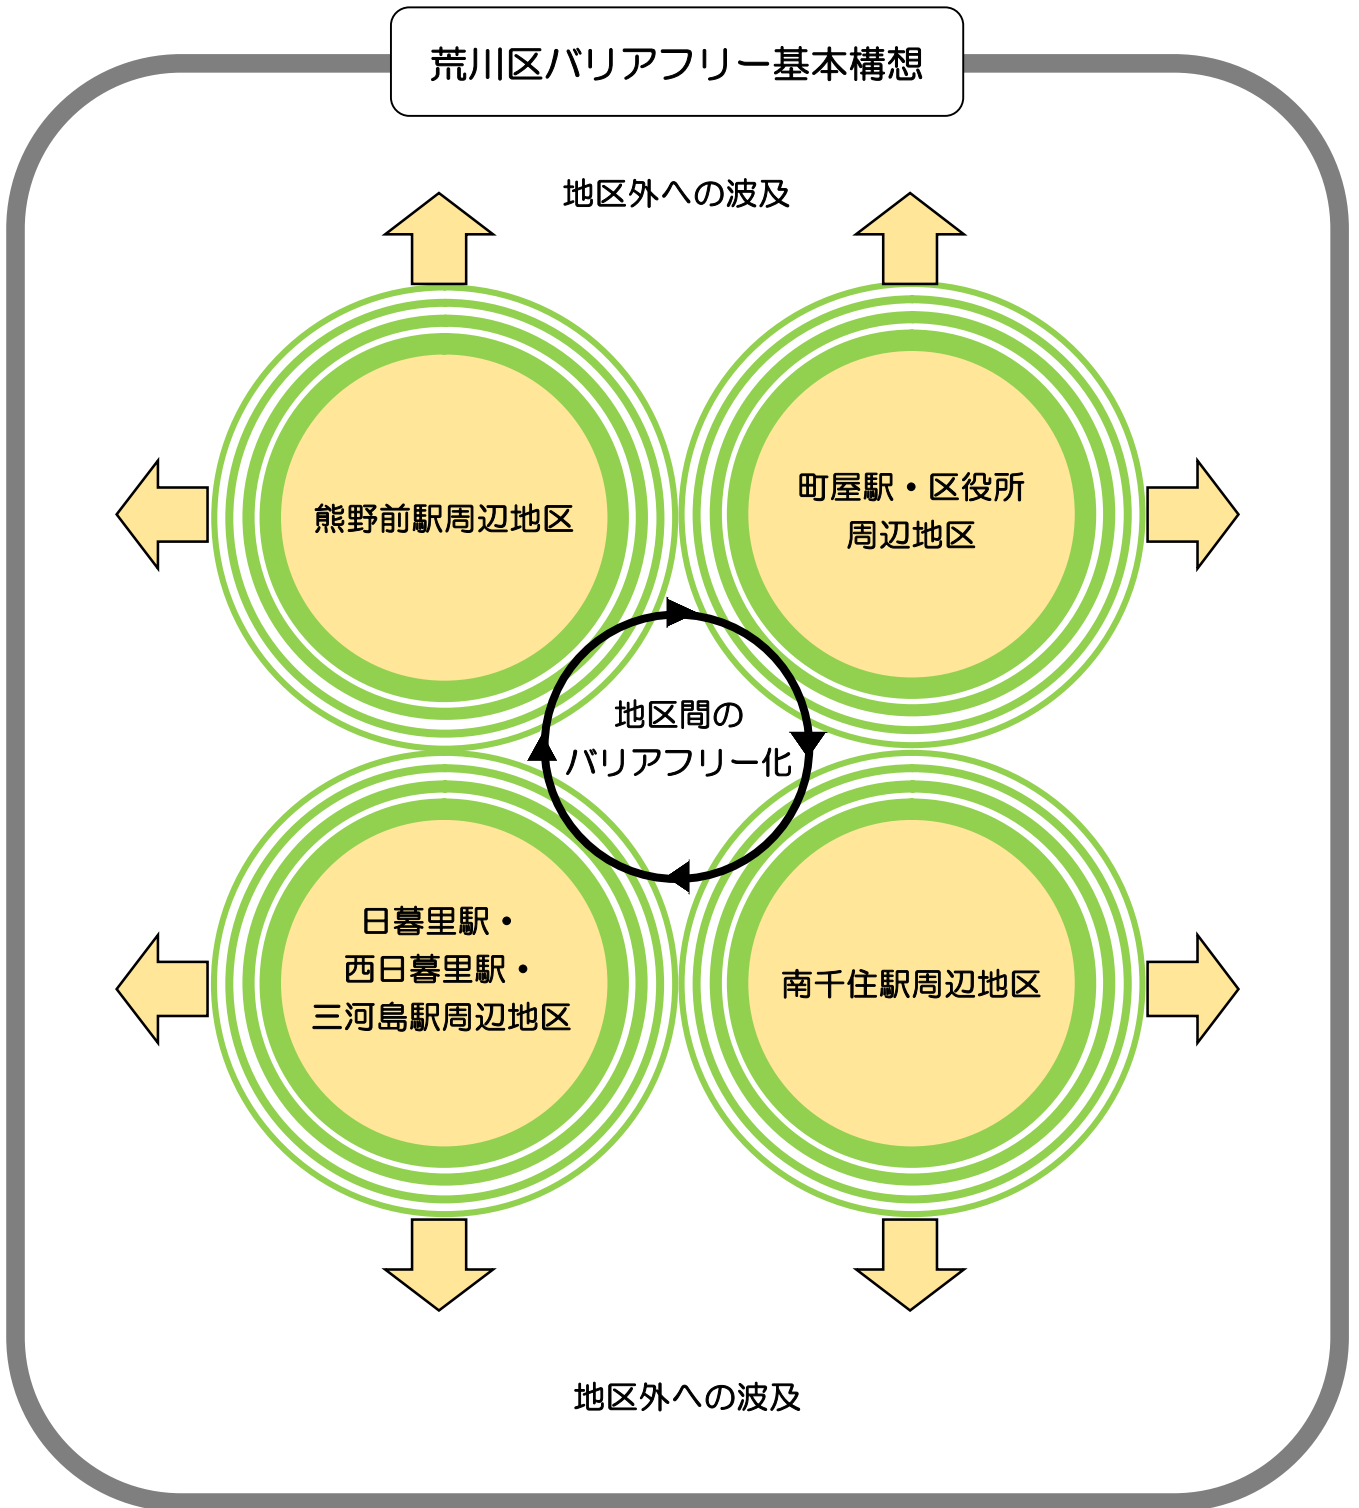 荒川区バリアフリー基本構想
地区外への波及
熊野前駅周辺地区
町屋駅・区役所
周辺地区
地区間の
バリアフリー化
日暮里駅・
西日暮里駅・
三河島駅周辺地区
南千住駅周辺地区
地区外への波及